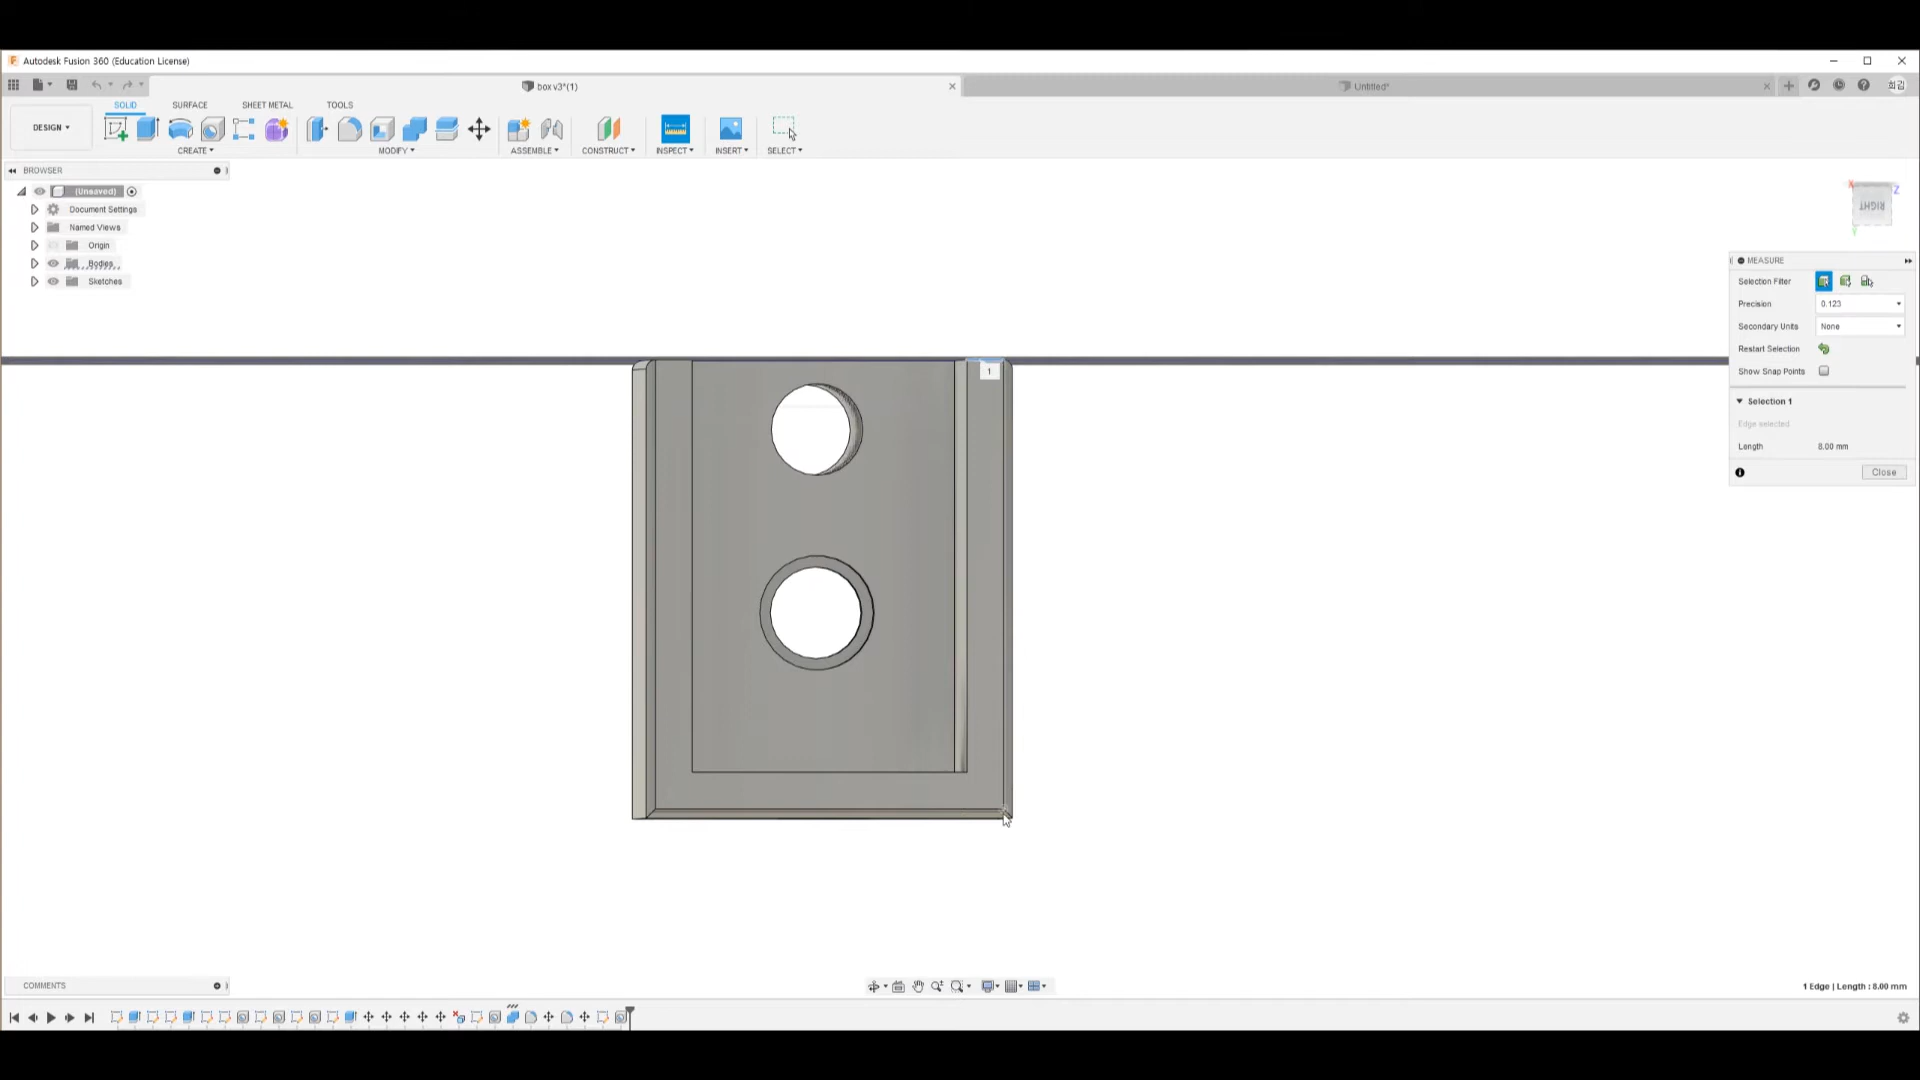 Autodesk Fusion 360 (Education License)
box v3*(1)
Untitled*
희김
DESIGN
SOLID
SURFACE
SHEET METAL
TOOLS
CREATE
MODIFY
ASSEMBLE
CONSTRUCT
INSPECT
INSERT
SELECT
BROWSER
(Unsaved)
Document Settings
Named Views
Origin
Bodies
Sketches
X
Z
RIGHT
Y
1
MEASURE
Selection Filter
Precision 0.123
Secondary Units None
Restart Selection
Show Snap Points
Selection 1
Edge selected
Length 8.00 mm
Close
COMMENTS
1 Edge | Length : 8.00 mm